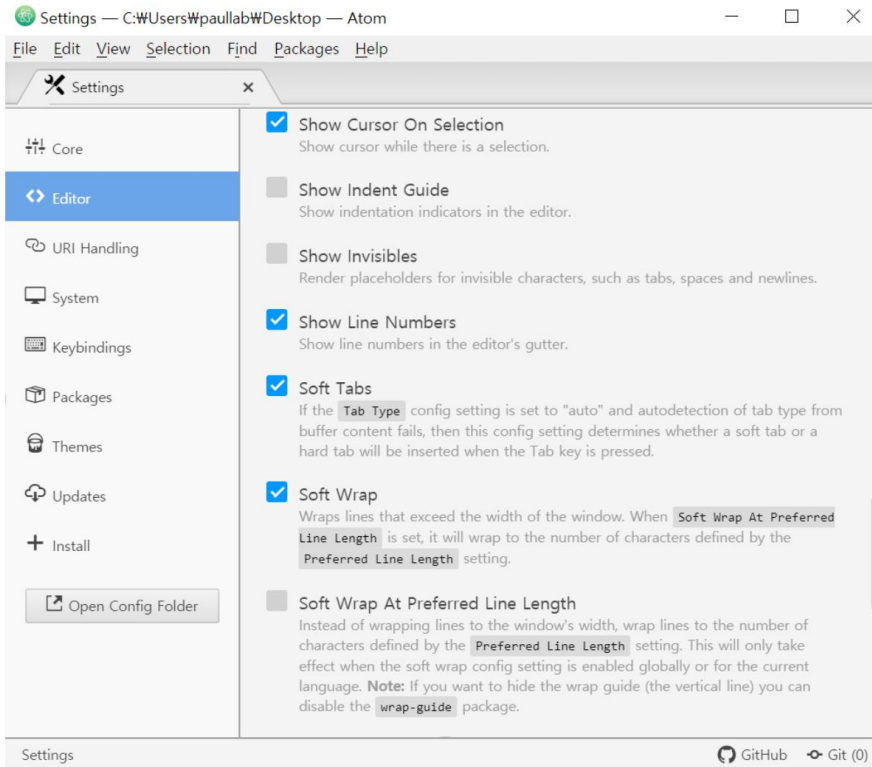 Settings — C:₩Users₩paullab₩Desktop — Atom
File Edit View Selection Find Packages Help
Settings
Core
Editor
URI Handling
System
Keybindings
Packages
Themes
Updates
Install
Open Config Folder
Show Cursor On Selection
Show cursor while there is a selection.
Show Indent Guide
Show indentation indicators in the editor.
Show Invisibles
Render placeholders for invisible characters, such as tabs, spaces and newlines.
Show Line Numbers
Show line numbers in the editor's gutter.
Soft Tabs
If the Tab Type config setting is set to "auto" and autodetection of tab type from
buffer content fails, then this config setting determines whether a soft tab or a
hard tab will be inserted when the Tab key is pressed.
Soft Wrap
Wraps lines that exceed the width of the window. When Soft Wrap At Preferred
Line Length is set, it will wrap to the number of characters defined by the
Preferred Line Length setting.
Soft Wrap At Preferred Line Length
Instead of wrapping lines to the window's width, wrap lines to the number of
characters defined by the Preferred Line Length setting. This will only take
effect when the soft wrap config setting is enabled globally or for the current
language. Note: If you want to hide the wrap guide (the vertical line) you can
disable the wrap-guide package.
Settings
GitHub Git (0)